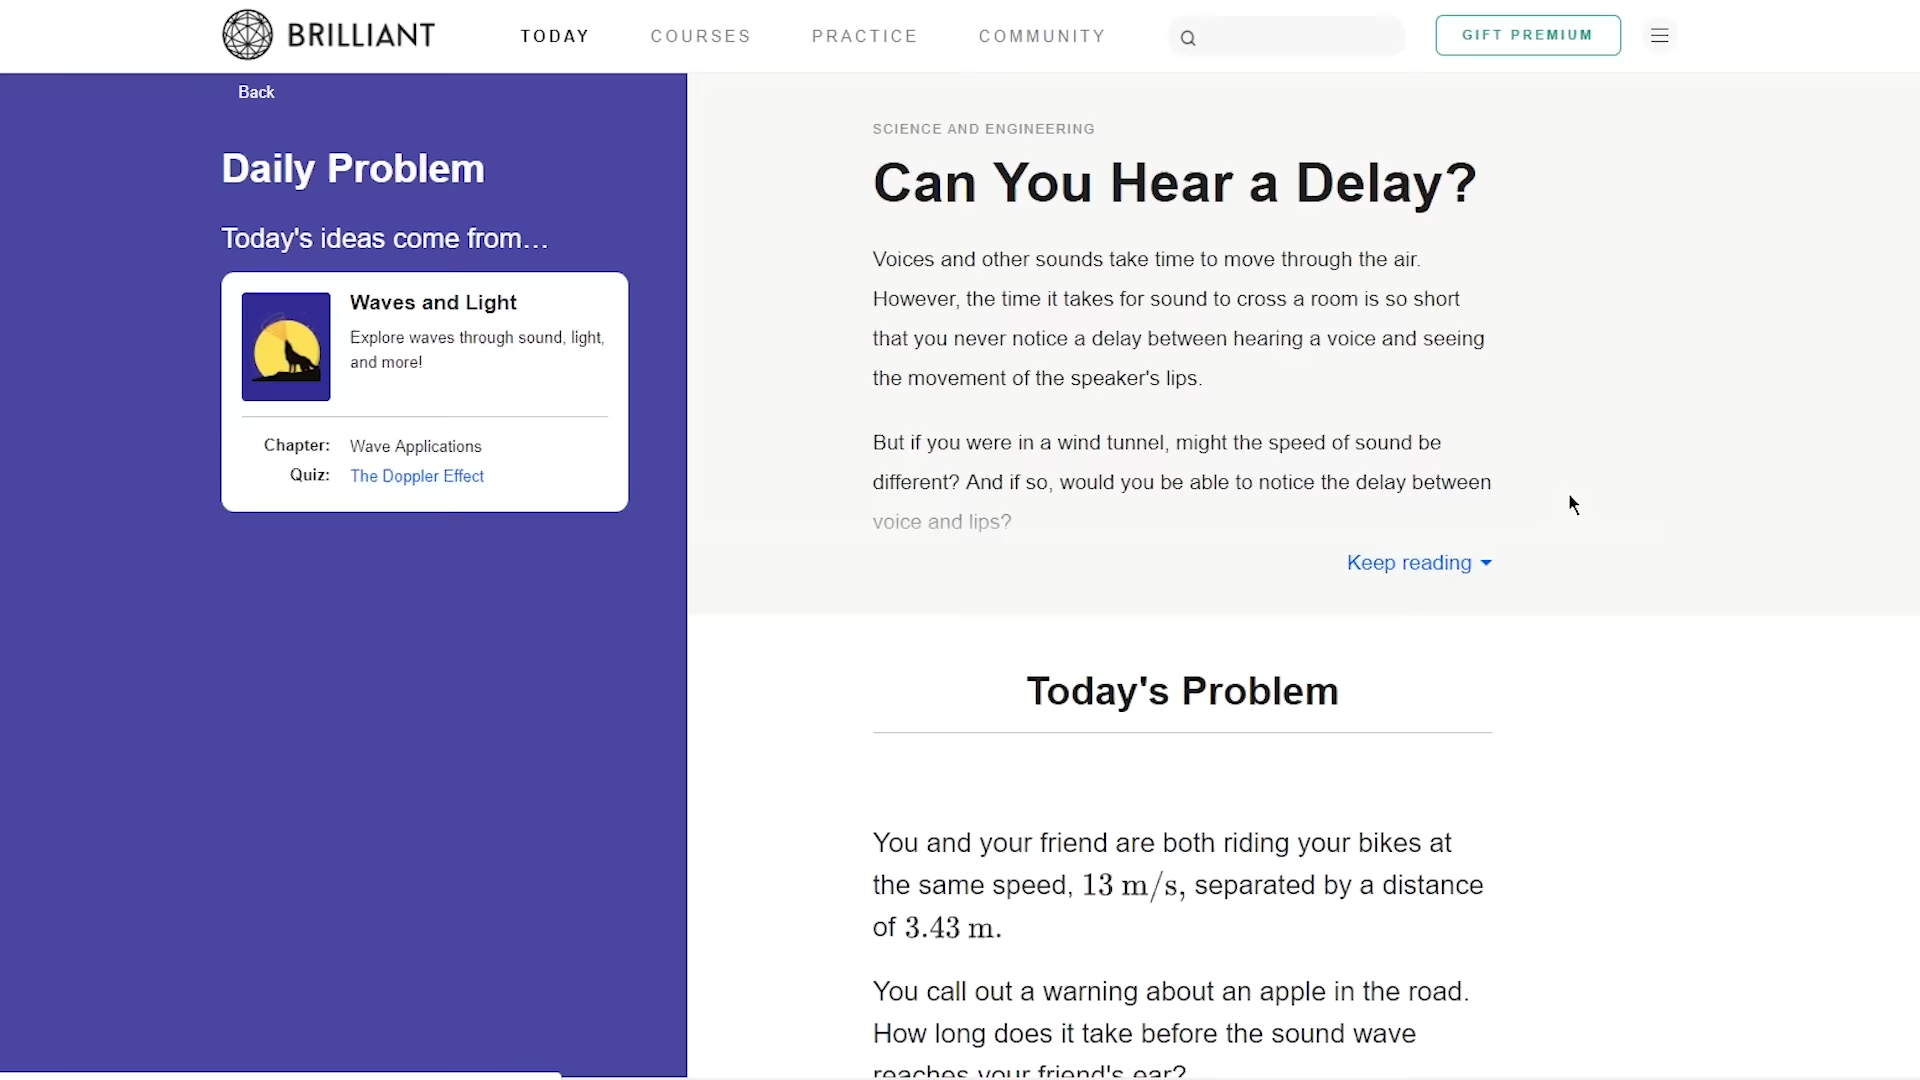 BRILLIANT
TODAY
COURSES
PRACTICE
COMMUNITY
GIFT PREMIUM
Back
Daily Problem
Today's ideas come from...
Waves and Light
Explore waves through sound, light,
and more!
Chapter: Wave Applications
Quiz: The Doppler Effect
SCIENCE AND ENGINEERING
Can You Hear a Delay?
Voices and other sounds take time to move through the air.
However, the time it takes for sound to cross a room is so short
that you never notice a delay between hearing a voice and seeing
the movement of the speaker's lips.
But if you were in a wind tunnel, might the speed of sound be
different? And if so, would you be able to notice the delay between
voice and lips?
Keep reading
Today's Problem
You and your friend are both riding your bikes at
the same speed, 13 m/s, separated by a distance
of 3.43 m.
You call out a warning about an apple in the road.
How long does it take before the sound wave
reaches your friend's ear?